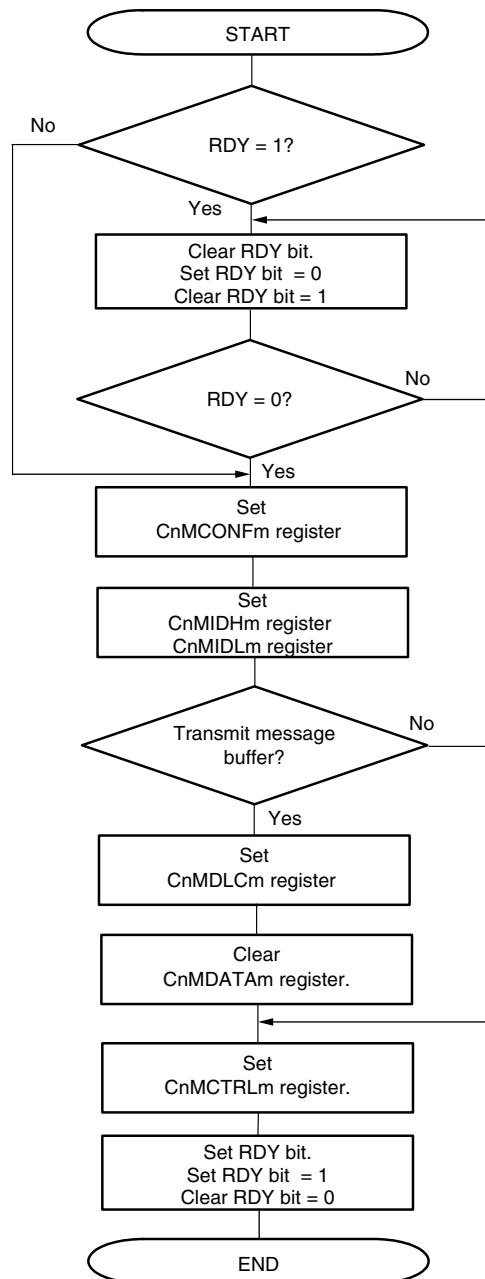 START
No
RDY = 1?
Yes
Clear RDY bit.
Set RDY bit = 0
Clear RDY bit = 1
No
RDY = 0?
Yes
Set
CnMCONFm register
Set
CnMIDHm register
CnMIDLm register
Transmit message
buffer?
No
Yes
Set
CnMDLCm register
Clear
CnMDATAm register.
Set
CnMCTRLm register.
Set RDY bit.
Set RDY bit = 1
Clear RDY bit = 0
END